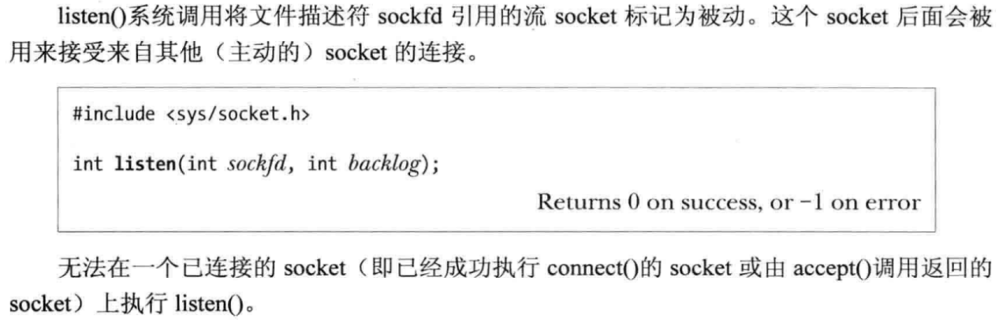 listen()系统调用将文件描述符 sockfd 引用的流 socket 标记为被动。这个 socket 后面会被
用来接受来自其他（主动的）socket 的连接。
#include <sys/socket.h>
int listen(int sockfd, int backlog);
Returns 0 on success, or −1 on error
无法在一个已连接的 socket（即已经成功执行 connect()的 socket 或由 accept()调用返回的
socket）上执行 listen()。